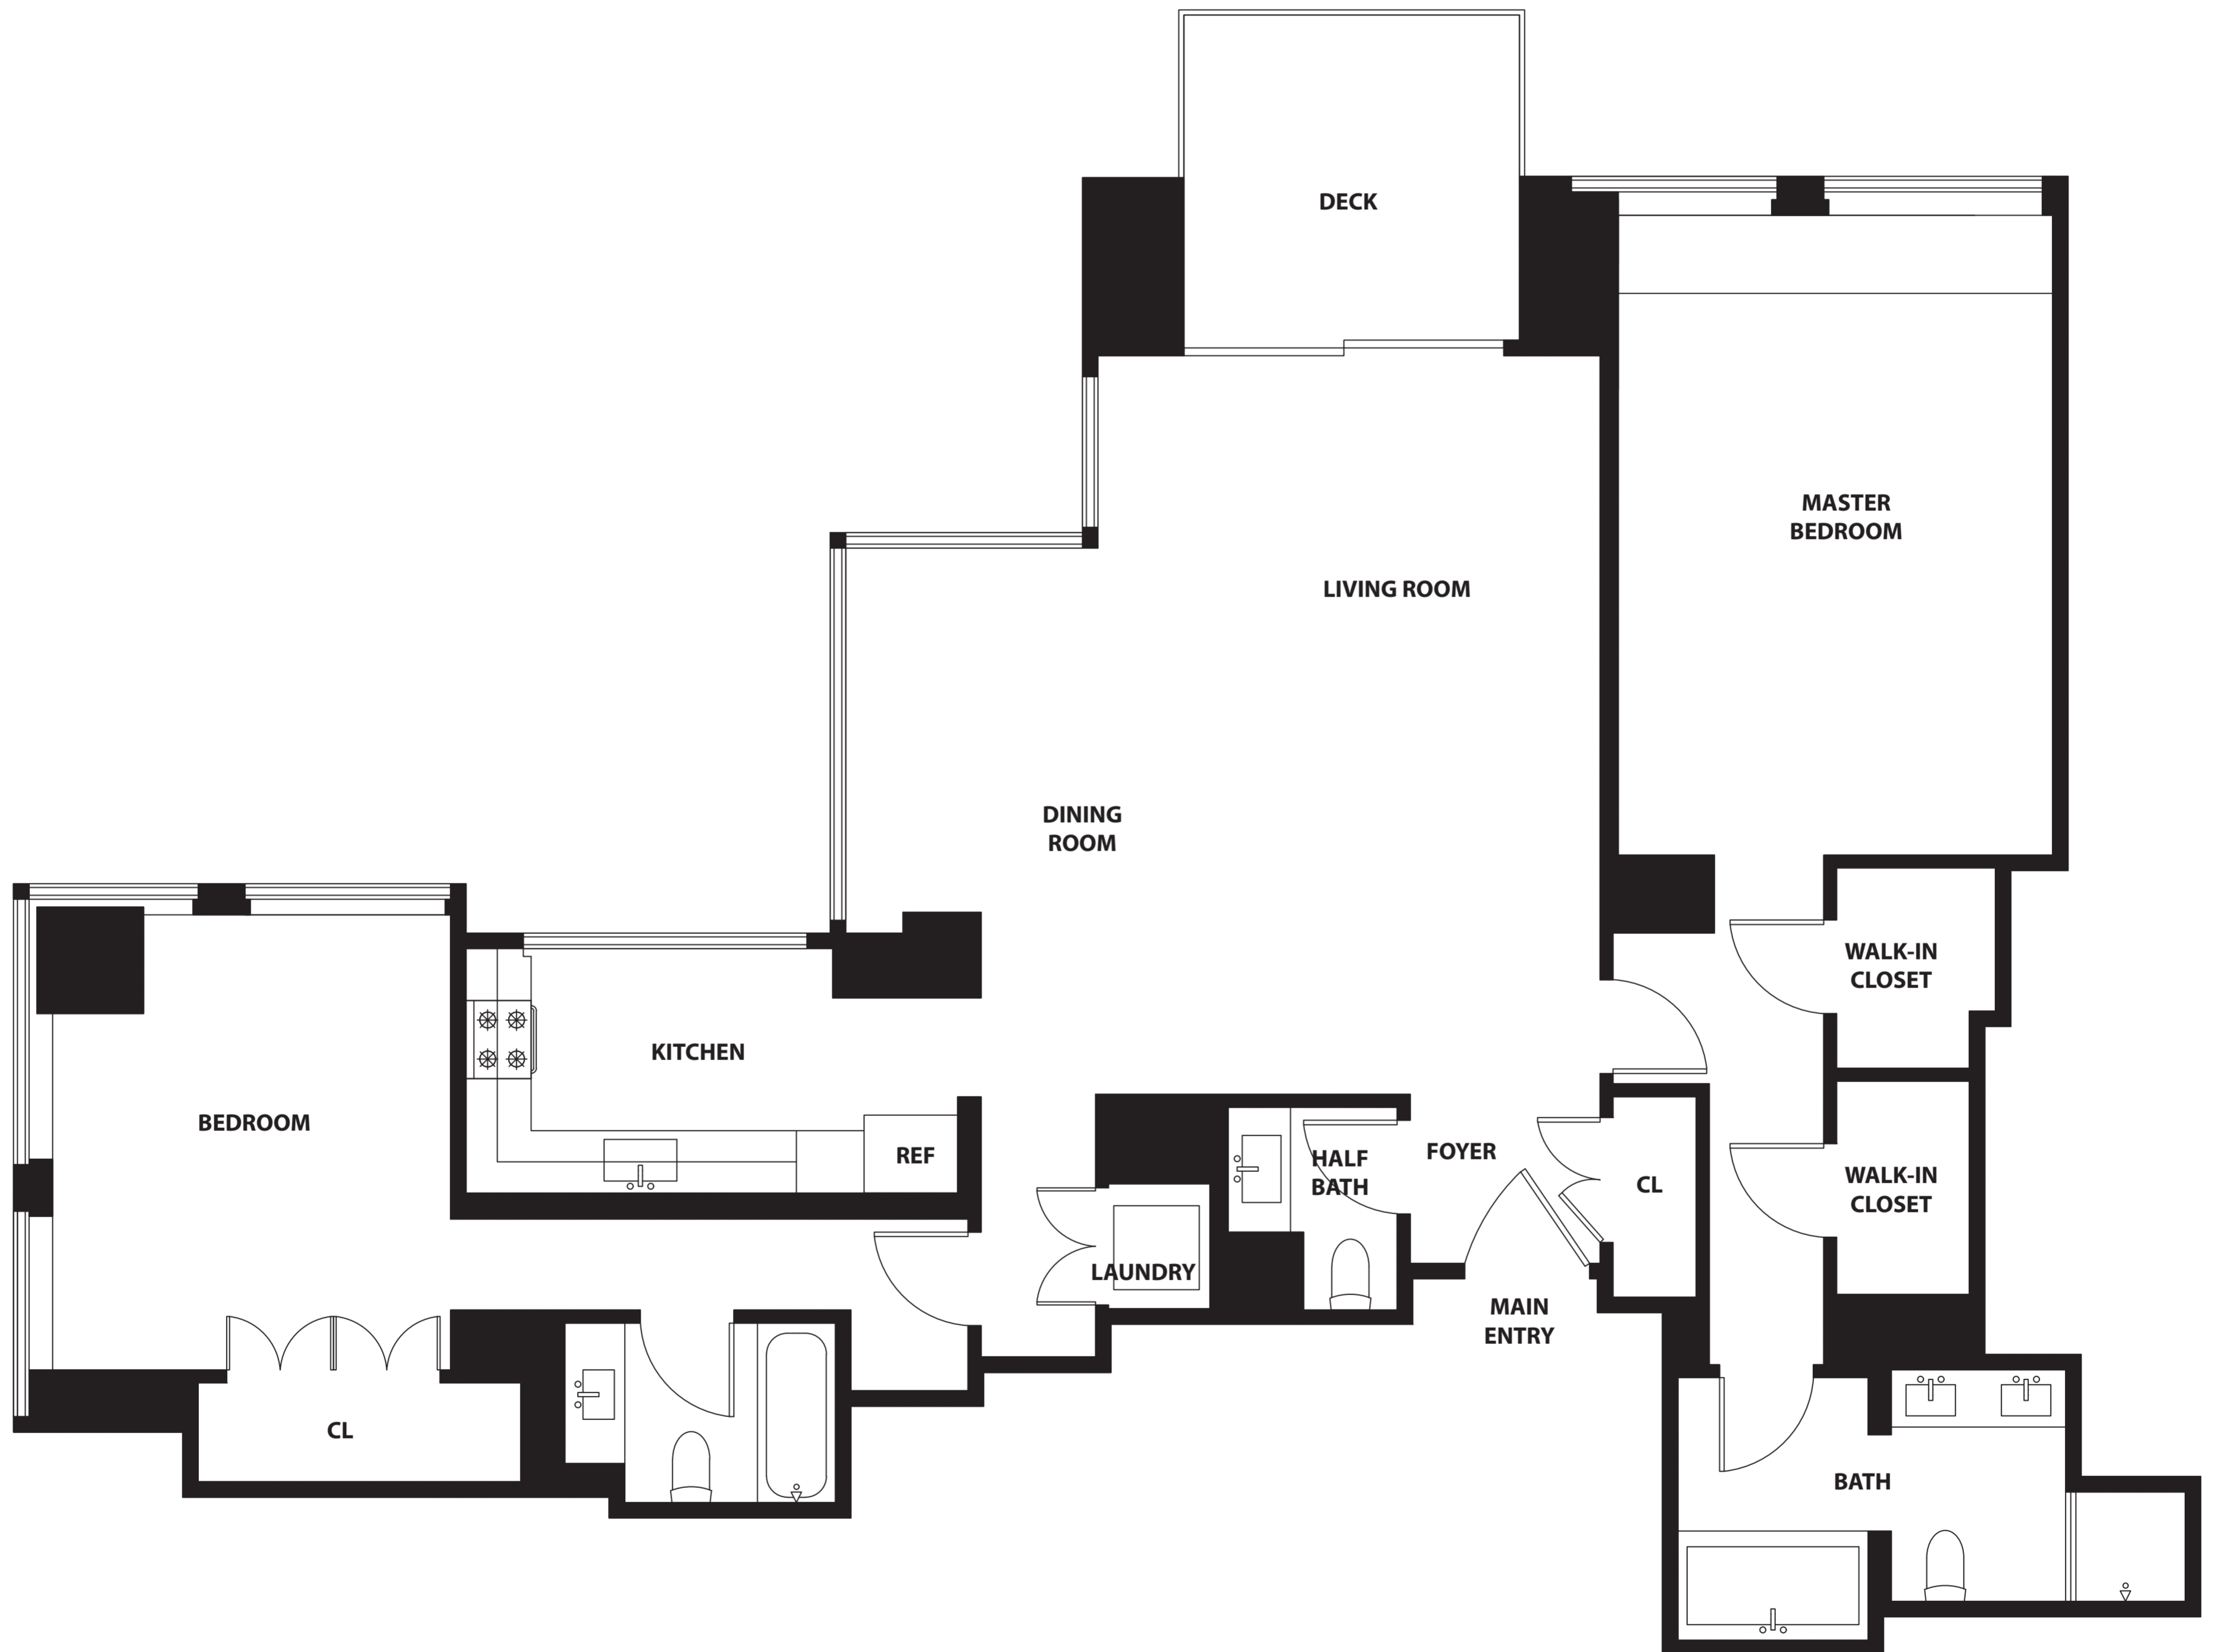 DECK
MASTER
BEDROOM
LIVING ROOM
DINING
ROOM
WALK-IN
CLOSET
KITCHEN
BEDROOM
REF
HALF
BATH
FOYER
CL
WALK-IN
CLOSET
LAUNDRY
MAIN
ENTRY
CL
BATH